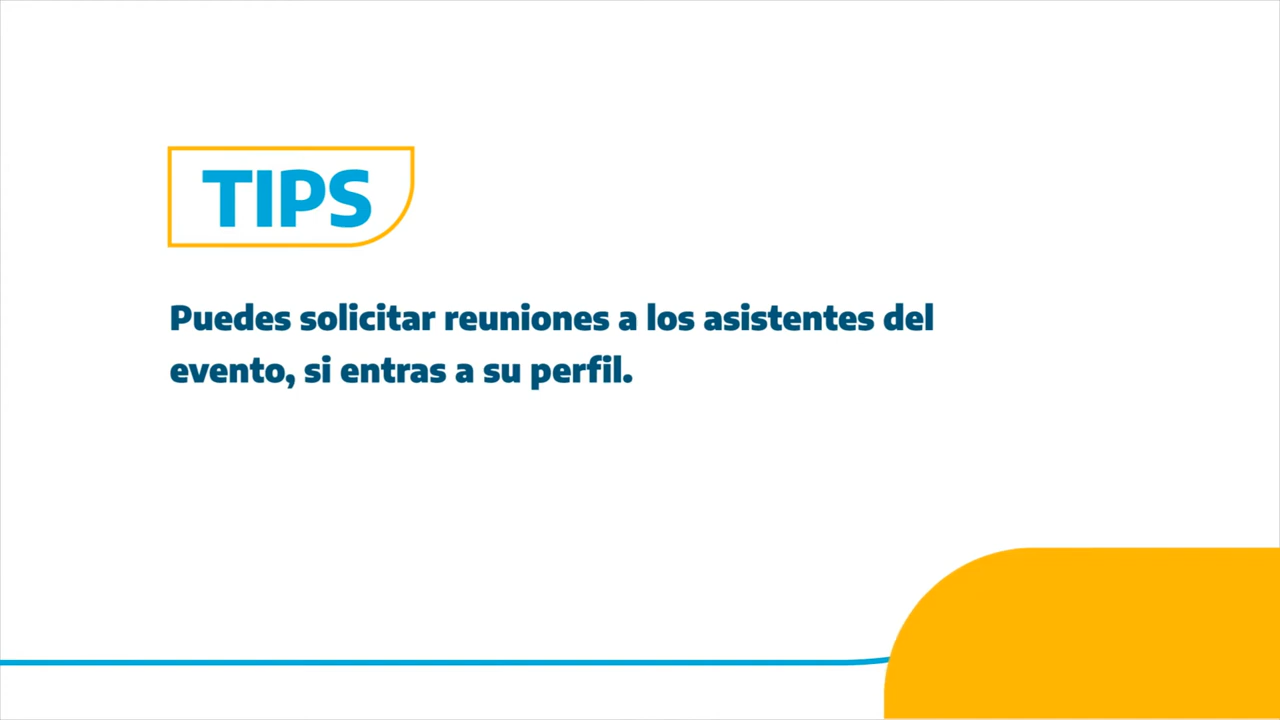 TIPS
Puedes solicitar reuniones a los asistentes del
evento, si entras a su perfil.